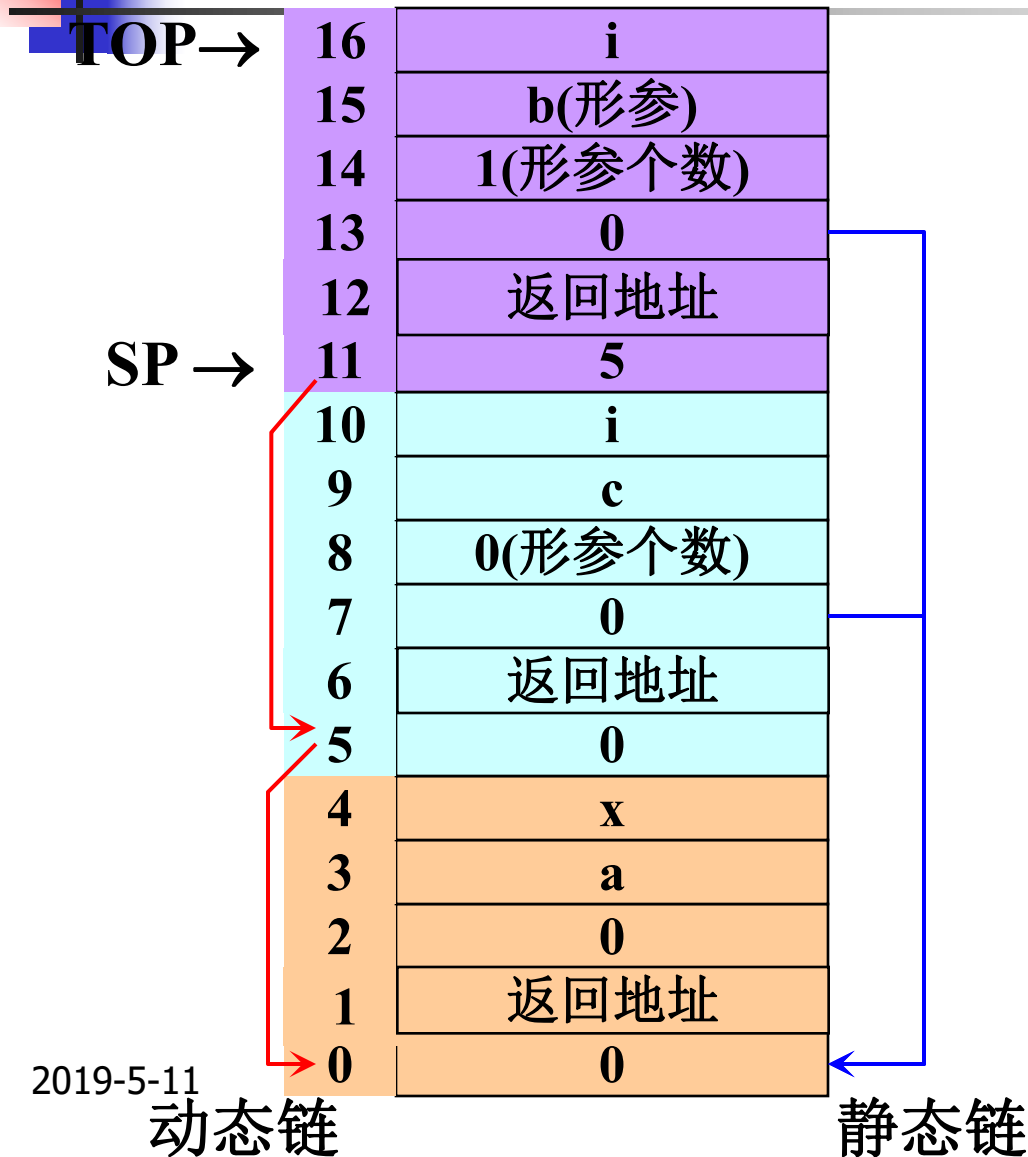 TOP→ 16 i
15 b(形参)
14 1(形参个数)
13 0
12 返回地址
SP → 11 5
10 i
9 c
8 0(形参个数)
7 0
6 返回地址
5 0
4 x
3 a
2 0
1 返回地址
0 0
2019-5-11
动态链 静态链